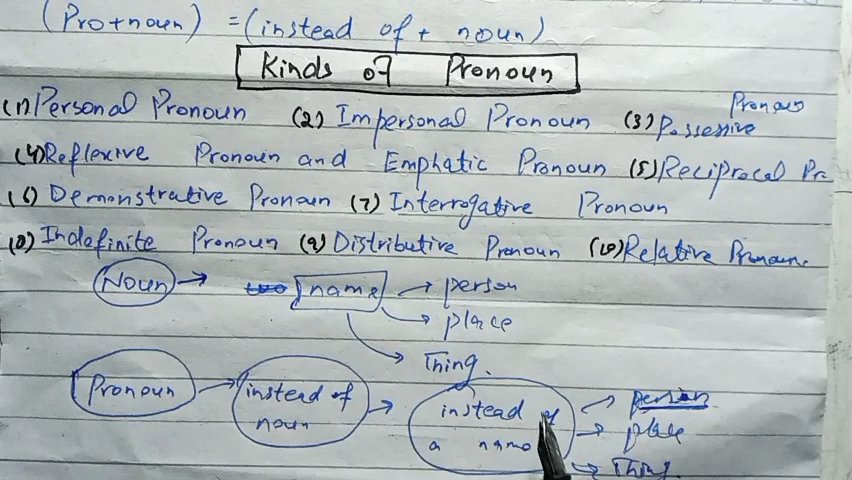 (Pro+noun) = (instead of + noun)
Kinds of Pronoun
(1) Personal Pronoun (2) Impersonal Pronoun (3) Possessive Pronoun
(4) Reflexive Pronoun and Emphatic Pronoun (5) Reciprocal Pr
(6) Demonstrative Pronoun (7) Interrogative Pronoun
(8) Indefinite Pronoun (9) Distributive Pronoun (10) Relative Pronoun.
Noun → name → person
→ place
→ Thing.
Pronoun → instead of noun → instead of a name → person
→ place
→ Thing.